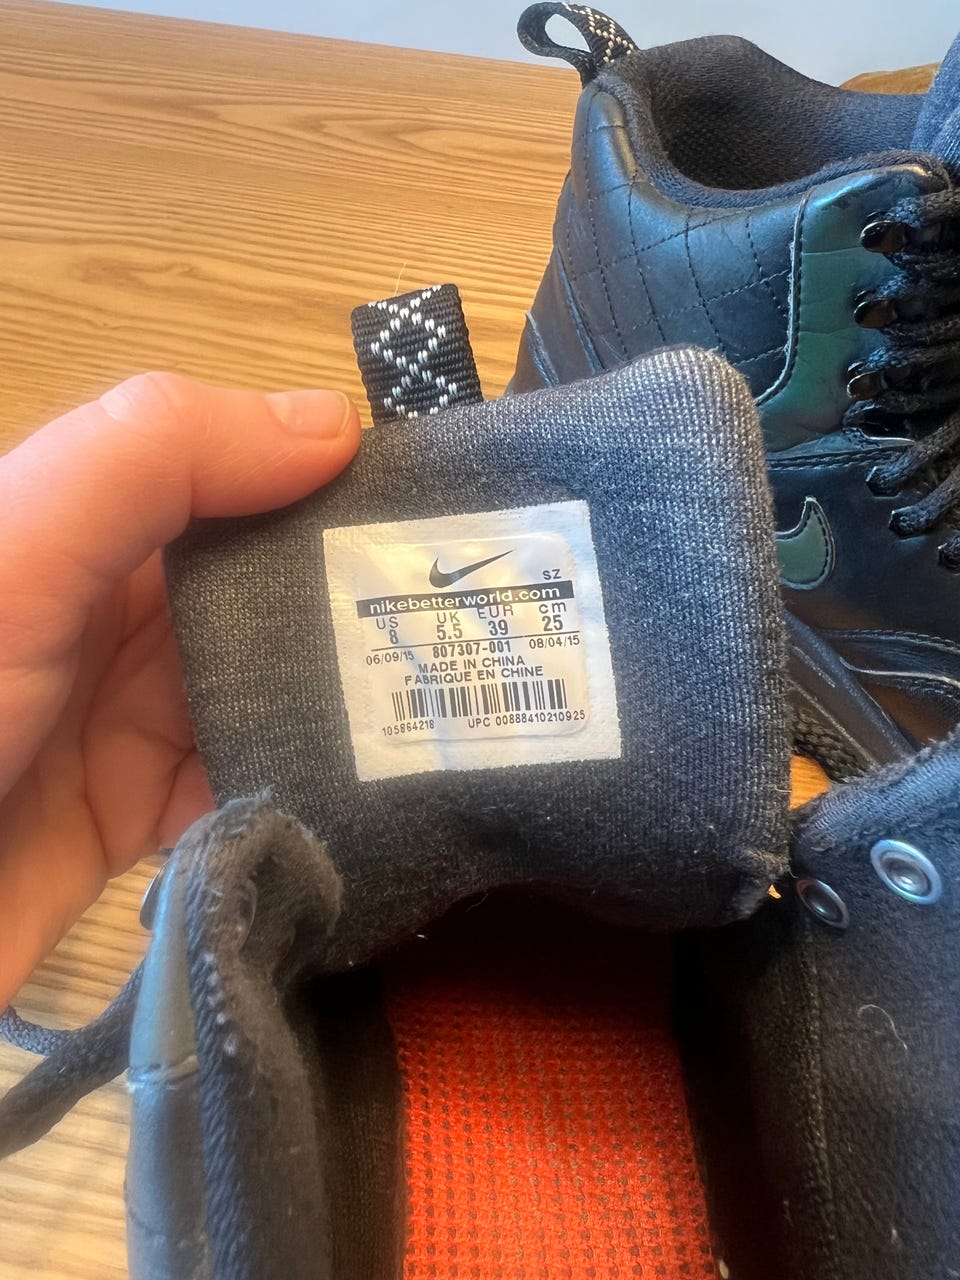 SZ
nikebetterworld.com
US UK EUR cm
8 5.5 39 25
06/09/15 807307-001 08/04/15
MADE IN CHINA
FABRIQUE EN CHINE
105864218 UPC 00888410210925